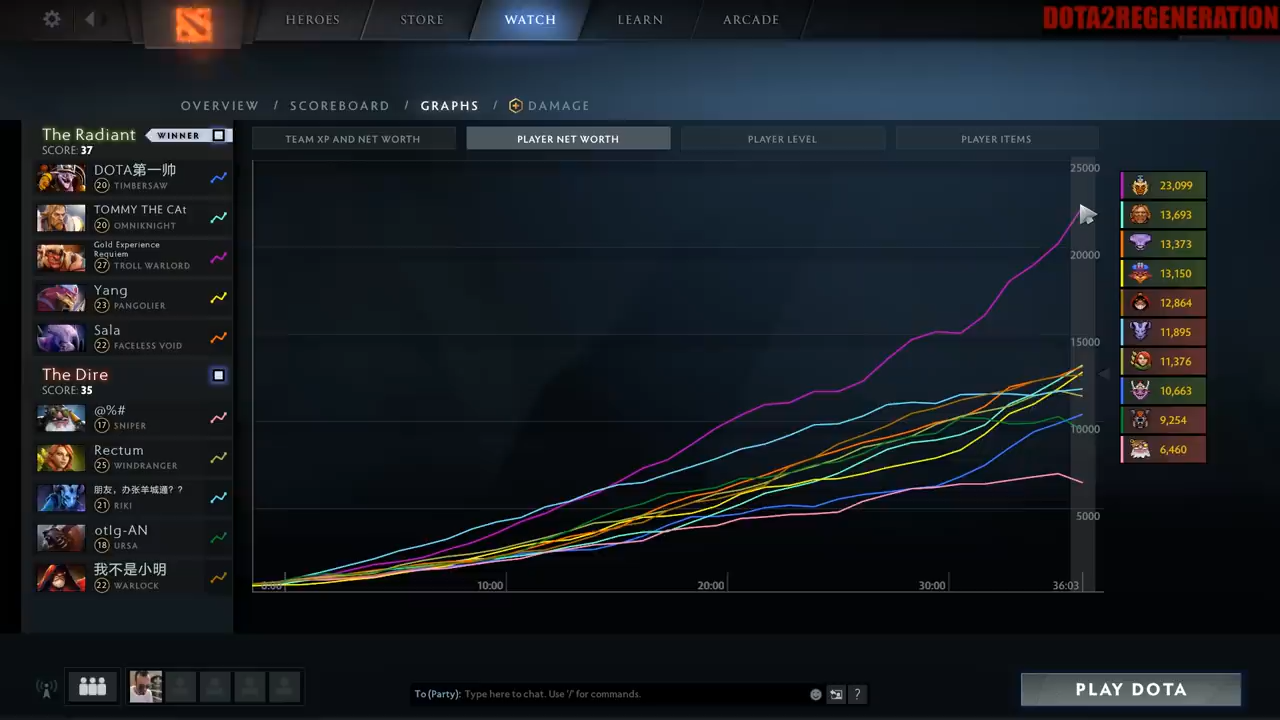 HEROES
STORE
WATCH
LEARN
ARCADE
DOTA2REGENERATION
OVERVIEW / SCOREBOARD / GRAPHS / DAMAGE
The Radiant
WINNER
SCORE: 37
DOTA第一帅
20 TIMBERSAW
TOMMY THE CAt
20 OMNIKNIGHT
Gold Experience
Requiem
27 TROLL WARLORD
Yang
23 PANGOLIER
Sala
22 FACELESS VOID
The Dire
SCORE: 35
@%#
17 SNIPER
Rectum
25 WINDRANGER
朋友，办张羊城通？？
21 RIKI
otlg-AN
18 URSA
我不是小明
22 WARLOCK
TEAM XP AND NET WORTH
PLAYER NET WORTH
PLAYER LEVEL
PLAYER ITEMS
25000
20000
15000
10000
5000
0:00
10:00
20:00
30:00
36:03
23,099
13,693
13,373
13,150
12,864
11,895
11,376
10,663
9,254
6,460
To (Party): Type here to chat. Use '/' for commands.
?
PLAY DOTA